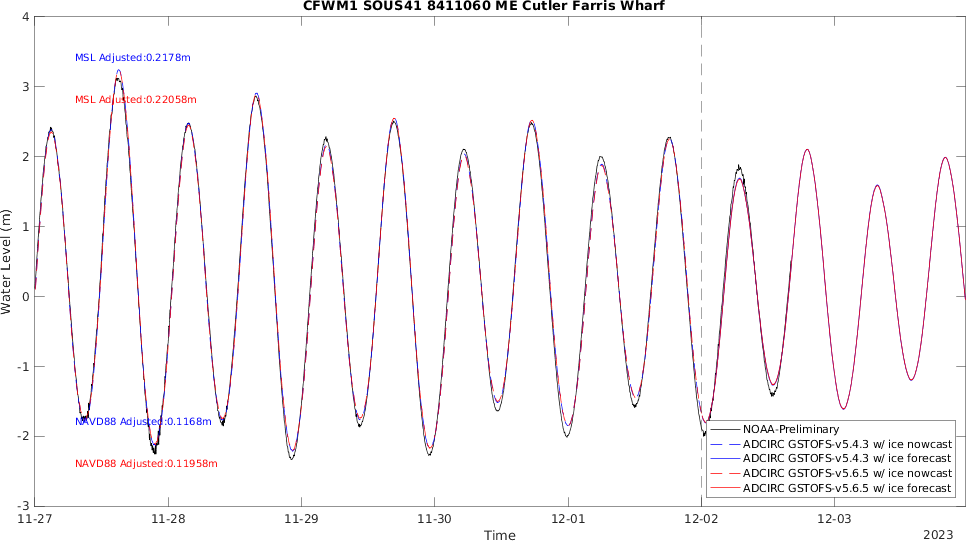 CFWM1 SOUS41 8411060 ME Cutler Farris Wharf
4
MSL Adjusted:0.2178m
3
MSL Adjusted:0.22058m
2
1
Water Level (m)
0
-1
NAVD88 Adjusted:0.1168m
-2
NAVD88 Adjusted:0.11958m
-3
NOAA-Preliminary
ADCIRC GSTOFS-v5.4.3 w/ ice nowcast
ADCIRC GSTOFS-v5.4.3 w/ ice forecast
ADCIRC GSTOFS-v5.6.5 w/ ice nowcast
ADCIRC GSTOFS-v5.6.5 w/ ice forecast
11-27 11-28 11-29 11-30 12-01 12-02 12-03
Time
2023